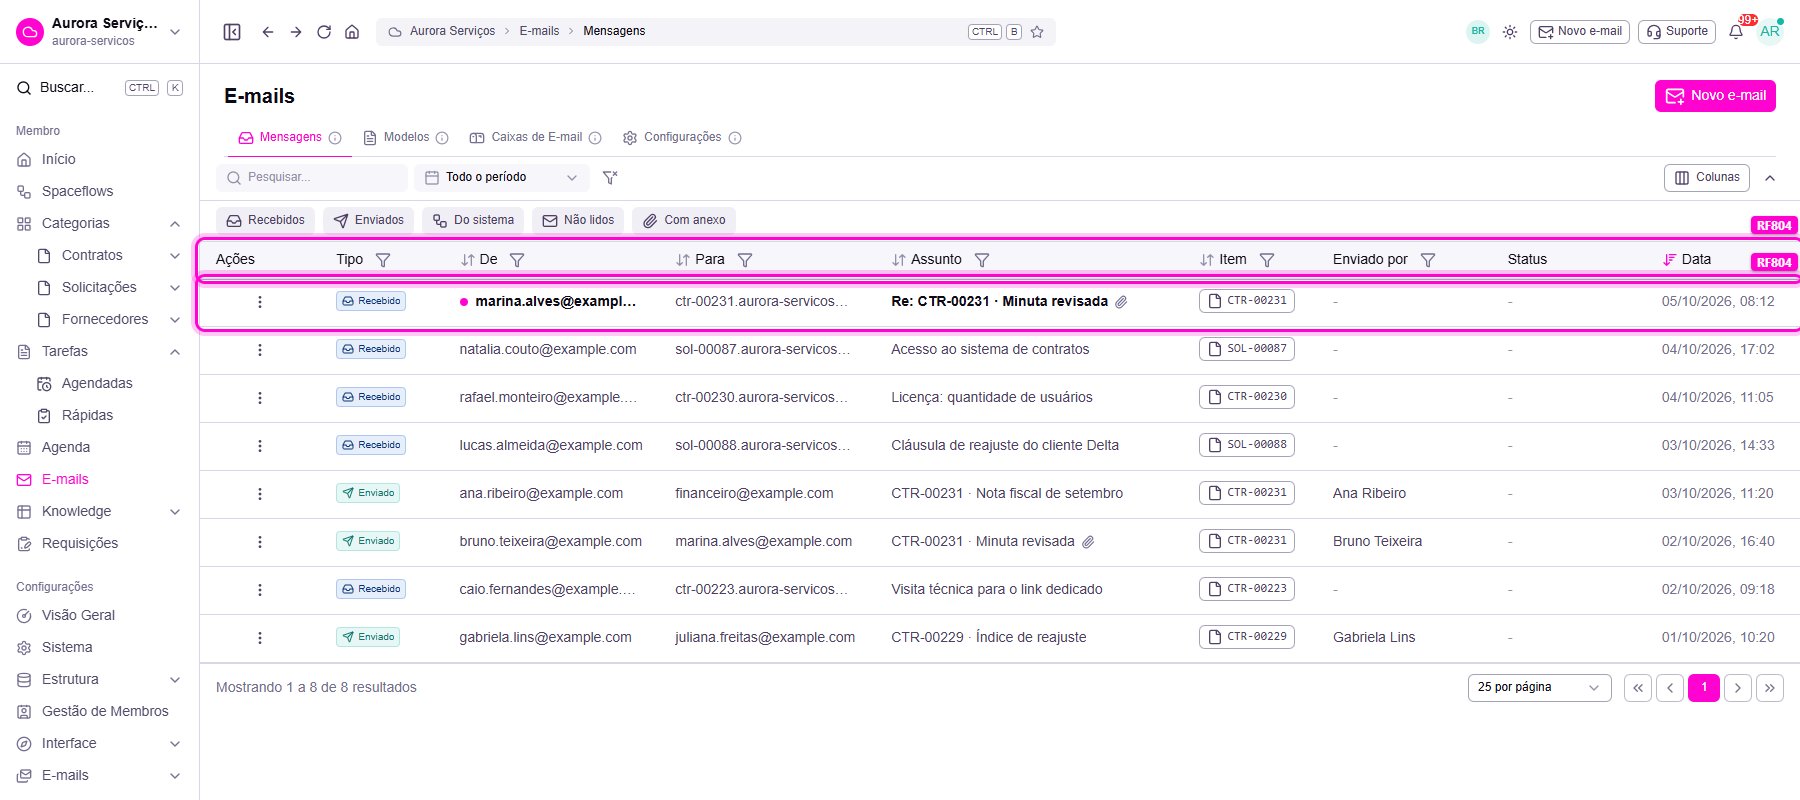 Aurora Serviç...
aurora-servicos
Aurora Serviços > E-mails > Mensagens CTRL B
BR Novo e-mail Suporte 99+ AR
Buscar... CTRL K
Membro
Início
Spaceflows
Categorias
Contratos
Solicitações
Fornecedores
Tarefas
Agendadas
Rápidas
Agenda
E-mails
Knowledge
Requisições
Configurações
Visão Geral
Sistema
Estrutura
Gestão de Membros
Interface
E-mails
E-mails
Novo e-mail
Mensagens Modelos Caixas de E-mail Configurações
Pesquisar... Todo o período Colunas
Recebidos Enviados Do sistema Não lidos Com anexo
RF804
Ações Tipo De Para Assunto Item Enviado por Status Data
RF804
Recebido marina.alves@exampl... ctr-00231.aurora-servicos... Re: CTR-00231 · Minuta revisada CTR-00231 - - 05/10/2026, 08:12
Recebido natalia.couto@example.com sol-00087.aurora-servicos... Acesso ao sistema de contratos SOL-00087 - - 04/10/2026, 17:02
Recebido rafael.monteiro@example.... ctr-00230.aurora-servicos... Licença: quantidade de usuários CTR-00230 - - 04/10/2026, 11:05
Recebido lucas.almeida@example.com sol-00088.aurora-servicos... Cláusula de reajuste do cliente Delta SOL-00088 - - 03/10/2026, 14:33
Enviado ana.ribeiro@example.com financeiro@example.com CTR-00231 · Nota fiscal de setembro CTR-00231 Ana Ribeiro - 03/10/2026, 11:20
Enviado bruno.teixeira@example.com marina.alves@example.com CTR-00231 · Minuta revisada CTR-00231 Bruno Teixeira - 02/10/2026, 16:40
Recebido caio.fernandes@example.... ctr-00223.aurora-servicos... Visita técnica para o link dedicado CTR-00223 - - 02/10/2026, 09:18
Enviado gabriela.lins@example.com juliana.freitas@example.com CTR-00229 · Índice de reajuste CTR-00229 Gabriela Lins - 01/10/2026, 10:20
Mostrando 1 a 8 de 8 resultados 25 por página 1